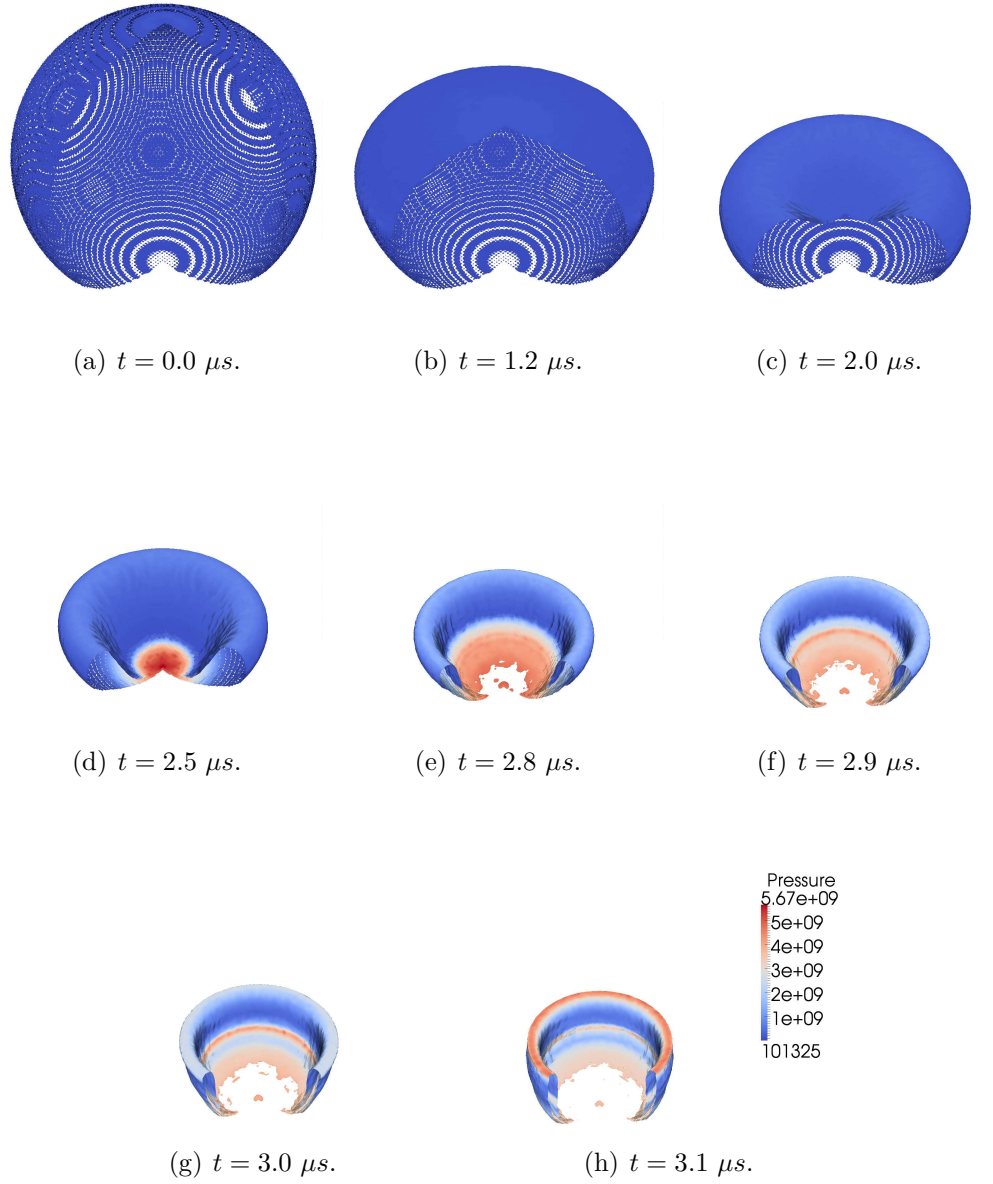 (a) t = 0.0 μs.
(b) t = 1.2 μs.
(c) t = 2.0 μs.
(d) t = 2.5 μs.
(e) t = 2.8 μs.
(f) t = 2.9 μs.
Pressure
5.67e+09
5e+09
4e+09
3e+09
2e+09
1e+09
101325
(g) t = 3.0 μs.
(h) t = 3.1 μs.